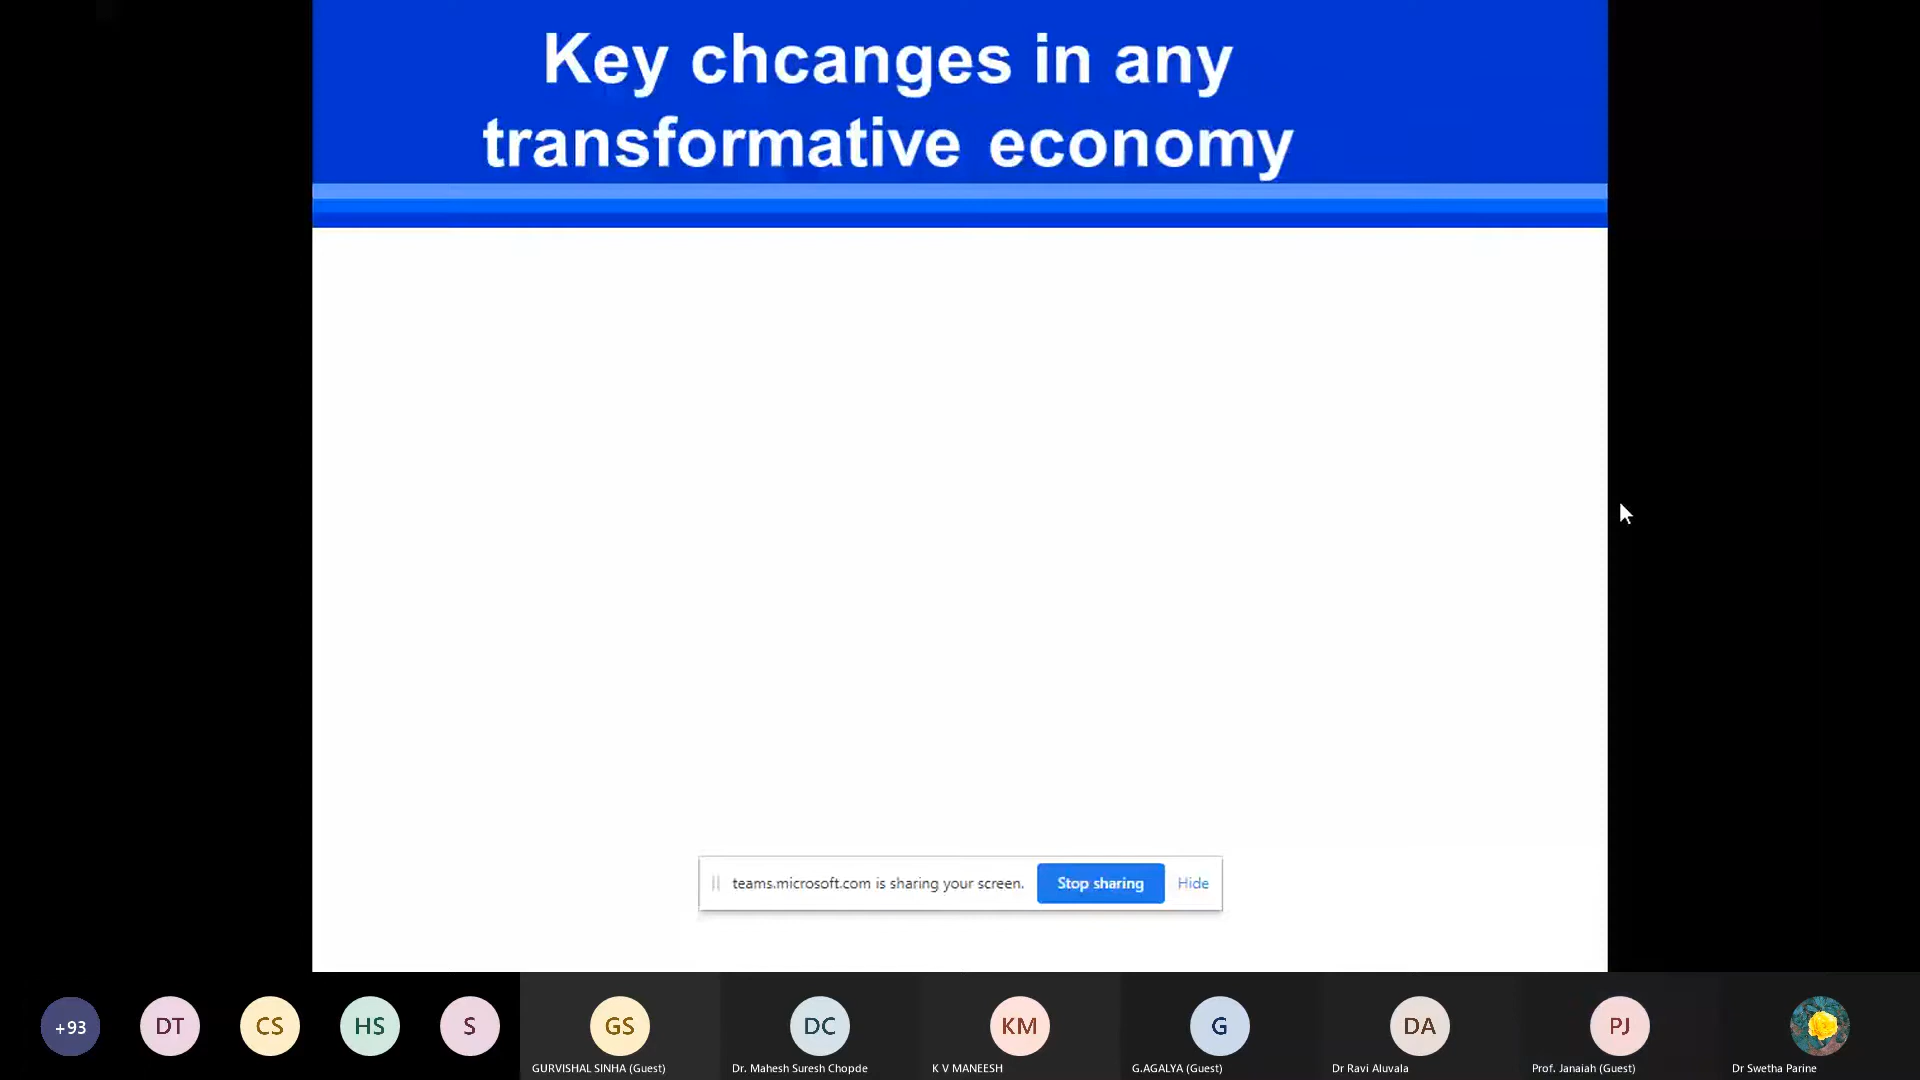 Key chcanges in any
transformative economy
teams.microsoft.com is sharing your screen. Stop sharing Hide
+93 DT CS HS S GS DC KM G DA PJ
GURVISHAL SINHA (Guest) Dr. Mahesh Suresh Chopde K V MANEESH G.AGALYA (Guest) Dr Ravi Aluvala Prof. Janaiah (Guest) Dr Swetha Parine